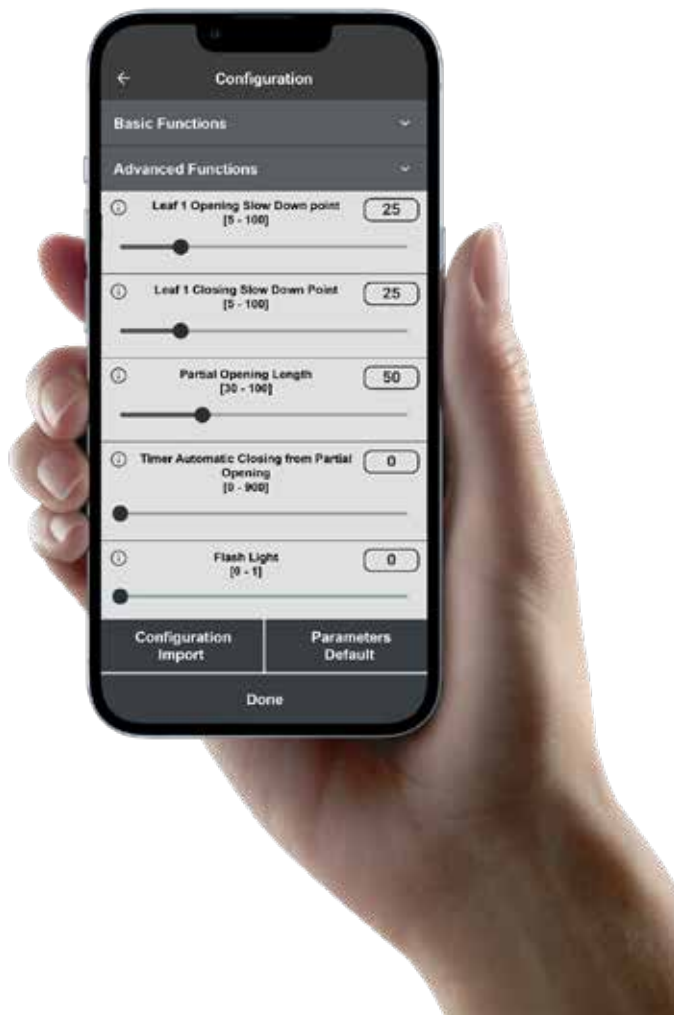 Configuration
Basic Functions
Advanced Functions
Leaf 1 Opening Slow Down point
[5 - 100]
25
Leaf 1 Closing Slow Down Point
[5 - 100]
25
Partial Opening Length
[30 - 100]
50
Timer Automatic Closing from Partial
Opening
[0 - 900]
0
Flash Light
[0 - 1]
0
Configuration
Import
Parameters
Default
Done